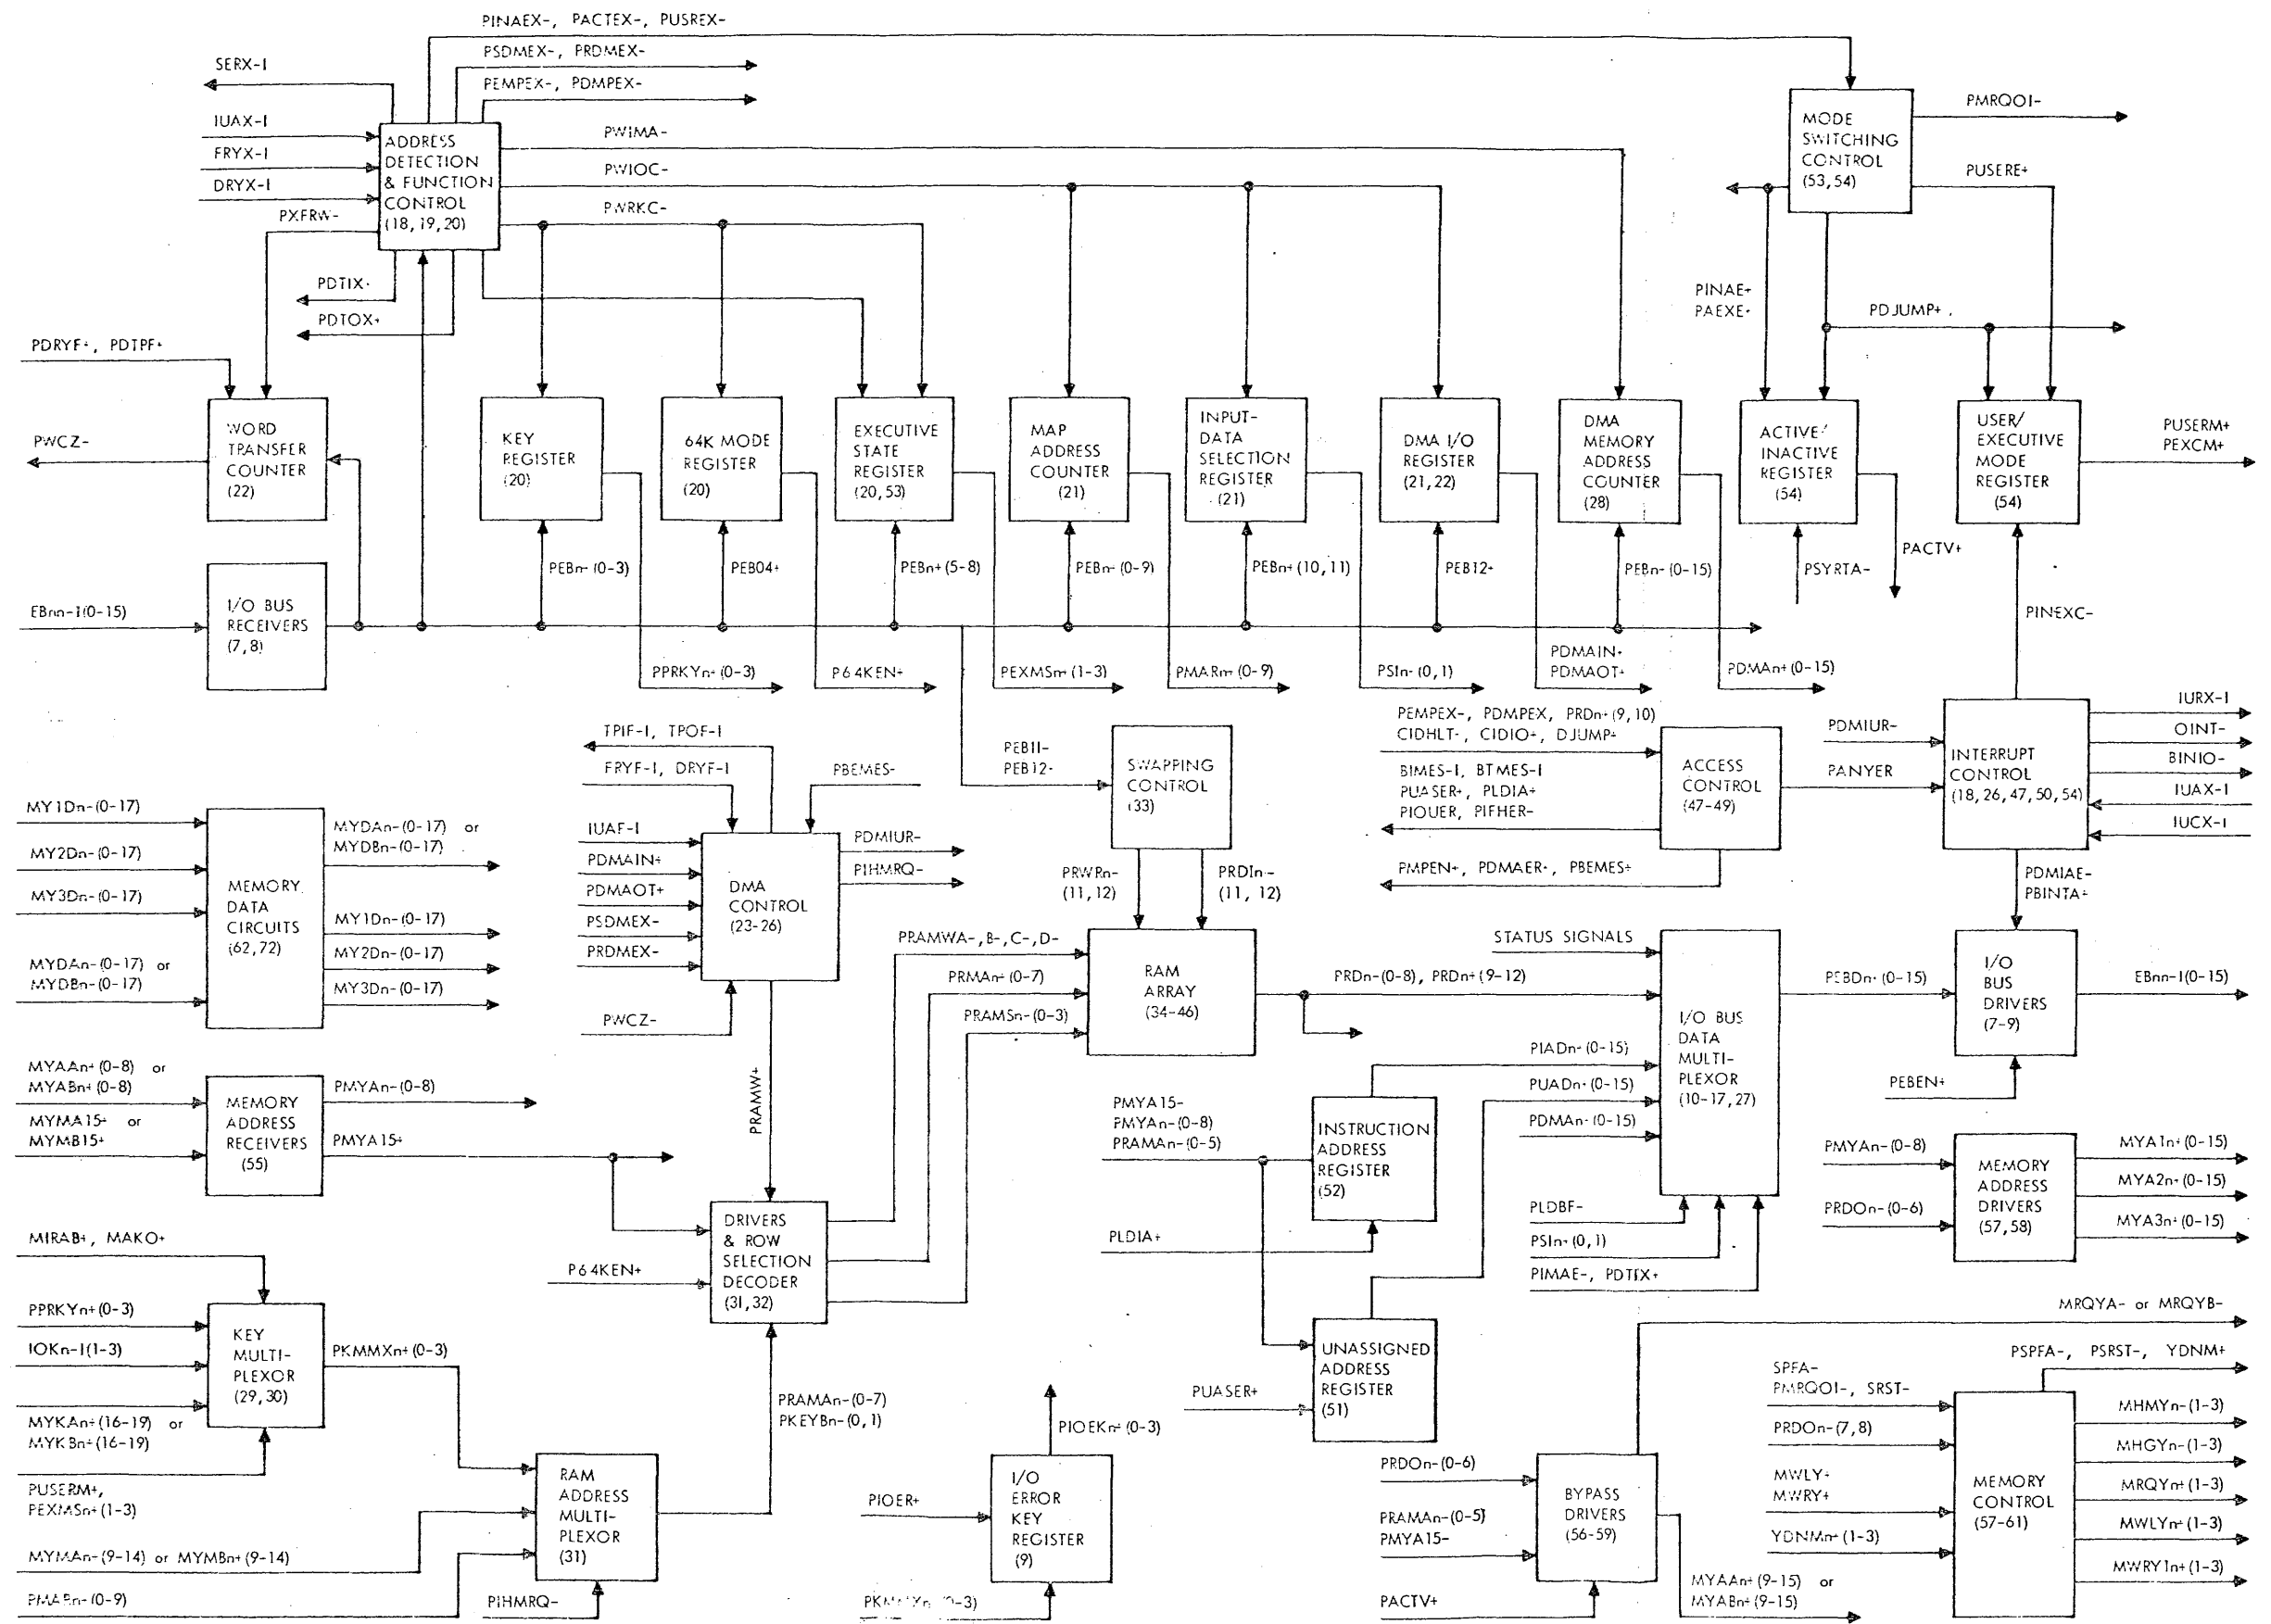 PINAEX-, PACTEX-, PUSREX-
PSDMEX-, PRDMEX-
SERX-I
PEMPEX-, PDMPEX-
IUAX-I
FRYX-I
DRYX-I
PXFRW-
ADDRESS
DETECTION
& FUNCTION
CONTROL
(18, 19, 20)
PWIMA-
PWIOC-
PWRKC-
MODE
SWITCHING
CONTROL
(53, 54)
PMRQOI-
PUSERE+
PDTIX+
PDTOX+
PINAE+
PAEXE+
PDJUMP+
PDRYF+, PDTPF+
PWCZ-
WORD
TRANSFER
COUNTER
(22)
KEY
REGISTER
(20)
64K MODE
REGISTER
(20)
EXECUTIVE
STATE
REGISTER
(20, 53)
MAP
ADDRESS
COUNTER
(21)
INPUT-
DATA
SELECTION
REGISTER
(21)
DMA I/O
REGISTER
(21, 22)
DMA
MEMORY
ADDRESS
COUNTER
(28)
ACTIVE/
INACTIVE
REGISTER
(54)
USER/
EXECUTIVE
MODE
REGISTER
(54)
PUSERM+
PEXCM+
EBnn-I(0-15)
I/O BUS
RECEIVERS
(7, 8)
PEBn+ (0-3)
PEB04+
PEBn+ (5-8)
PEBn+ (0-9)
PEBn+ (10, 11)
PEB12+
PEBn+ (0-15)
PSYRTA-
PACTV+
PINEXC-
PPRKYn+ (0-3)
P64KEN+
PEXMSn+ (1-3)
PMARn+ (0-9)
PSIn+ (0, 1)
PDMAIN+
PDMAOT+
PDMAn+ (0-15)
TPIF-I, TPOF-I
FRYF-I, DRYF-I
PBEMES-
PEB11-
PEB12-
SWAPPING
CONTROL
(33)
PEMPEX-, PDMPEX, PRDn+ (9, 10)
CIDHLT-, CIDIO+, DJUMP+
BIMES-I, BTMES-I
PUASER+, PLDIA+
PIOUER, PIFHER-
PMPEN+, PDMAER-, PBEMES+
ACCESS
CONTROL
(47-49)
PDMIUR-
PANYER
INTERRUPT
CONTROL
(18, 26, 47, 50, 54)
IURX-I
OINT-
BINIO-
IUAX-I
IUCX-I
PDMIAE-
PBINTA+
MY1Dn- (0-17)
MY2Dn- (0-17)
MY3Dn- (0-17)
MYDAn- (0-17) or
MYDBn- (0-17)
MEMORY
DATA
CIRCUITS
(62, 72)
MYDAn- (0-17) or
MYDBn- (0-17)
MY1Dn- (0-17)
MY2Dn- (0-17)
MY3Dn- (0-17)
IUAF-I
PDMAIN+
PDMAOT+
PSDMEX-
PRDMEX-
PWCZ-
DMA
CONTROL
(23-26)
PDMIUR-
PIHMRQ-
PRAMW+
PRWRn-
(11, 12)
PRDIn-
(11, 12)
PRAMWA-, B-, C-, D-
PRMAn+ (0-7)
PRAMSn- (0-3)
RAM
ARRAY
(34-46)
PRDn- (0-8), PRDn+ (9-12)
STATUS SIGNALS
PIADn- (0-15)
PUADn+ (0-15)
PDMAn- (0-15)
I/O BUS
DATA
MULTI-
PLEXOR
(10-17, 27)
PEBDn+ (0-15)
I/O
BUS
DRIVERS
(7-9)
EBnn-I(0-15)
PEBEN+
MYAAn+ (0-8) or
MYABn+ (0-8)
MYMA15+ or
MYMB15+
MEMORY
ADDRESS
RECEIVERS
(55)
PMYAn- (0-8)
PMYA15+
PMYA15-
PMYAn- (0-8)
PRAMAn- (0-5)
INSTRUCTION
ADDRESS
REGISTER
(52)
PLDIA+
PLDBF-
PSIn+ (0, 1)
PIMAE-, PDTIX+
PMYAn- (0-8)
PRDOn- (0-6)
MEMORY
ADDRESS
DRIVERS
(57, 58)
MYA1n+ (0-15)
MYA2n+ (0-15)
MYA3n+ (0-15)
DRIVERS
& ROW
SELECTION
DECODER
(31, 32)
P64KEN+
MIRAB+, MAKO+
PPRKYn+ (0-3)
IOKn-I(1-3)
MYKAn+ (16-19) or
MYKBn+ (16-19)
PUSERM+,
PEXMSn+ (1-3)
KEY
MULTI-
PLEXOR
(29, 30)
PKMMXn+ (0-3)
PRAMAn- (0-7)
PKEYBn- (0, 1)
UNASSIGNED
ADDRESS
REGISTER
(51)
PUASER+
MRQYA- or MRQYB-
PSPFA-, PSRST-, YDNM+
SPFA-
PMRQOI-, SRST-
PRDOn- (7, 8)
MWLY+
MWRY+
YDNMn+ (1-3)
MEMORY
CONTROL
(57-61)
MHMYn- (1-3)
MHGYn- (1-3)
MRQYn+ (1-3)
MWLYn+ (1-3)
MWRY1n+ (1-3)
MYMAn- (9-14) or MYMBn+ (9-14)
PMARn- (0-9)
PIHMRQ-
RAM
ADDRESS
MULTI-
PLEXOR
(31)
PIOER+
PIOEKn+ (0-3)
I/O
ERROR
KEY
REGISTER
(9)
PRDOn- (0-6)
PRAMAn- (0-5)
PMYA15-
PACTV+
BYPASS
DRIVERS
(56-59)
MYAAn+ (9-15) or
MYABn+ (9-15)